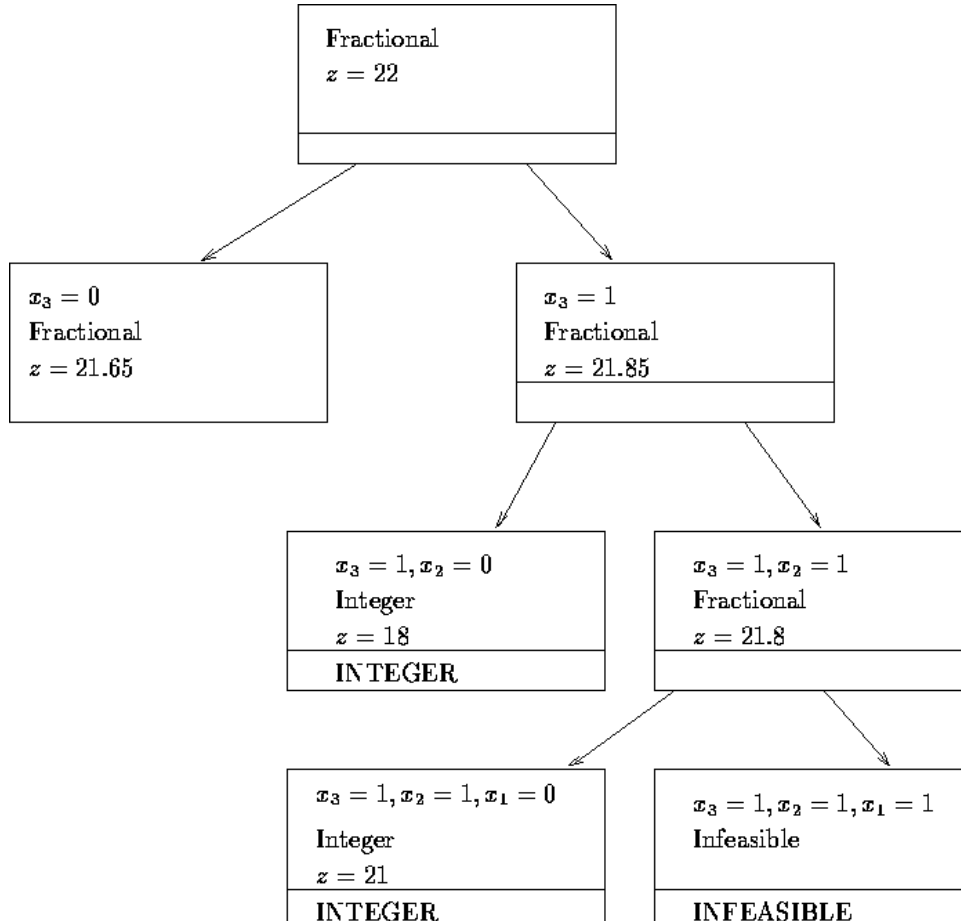 Fractional
z = 22
x₃ = 0
Fractional
z = 21.65
x₃ = 1
Fractional
z = 21.85
x₃ = 1, x₂ = 0
Integer
z = 18
INTEGER
x₃ = 1, x₂ = 1
Fractional
z = 21.8
x₃ = 1, x₂ = 1, x₁ = 0
Integer
z = 21
INTEGER
x₃ = 1, x₂ = 1, x₁ = 1
Infeasible
INFEASIBLE